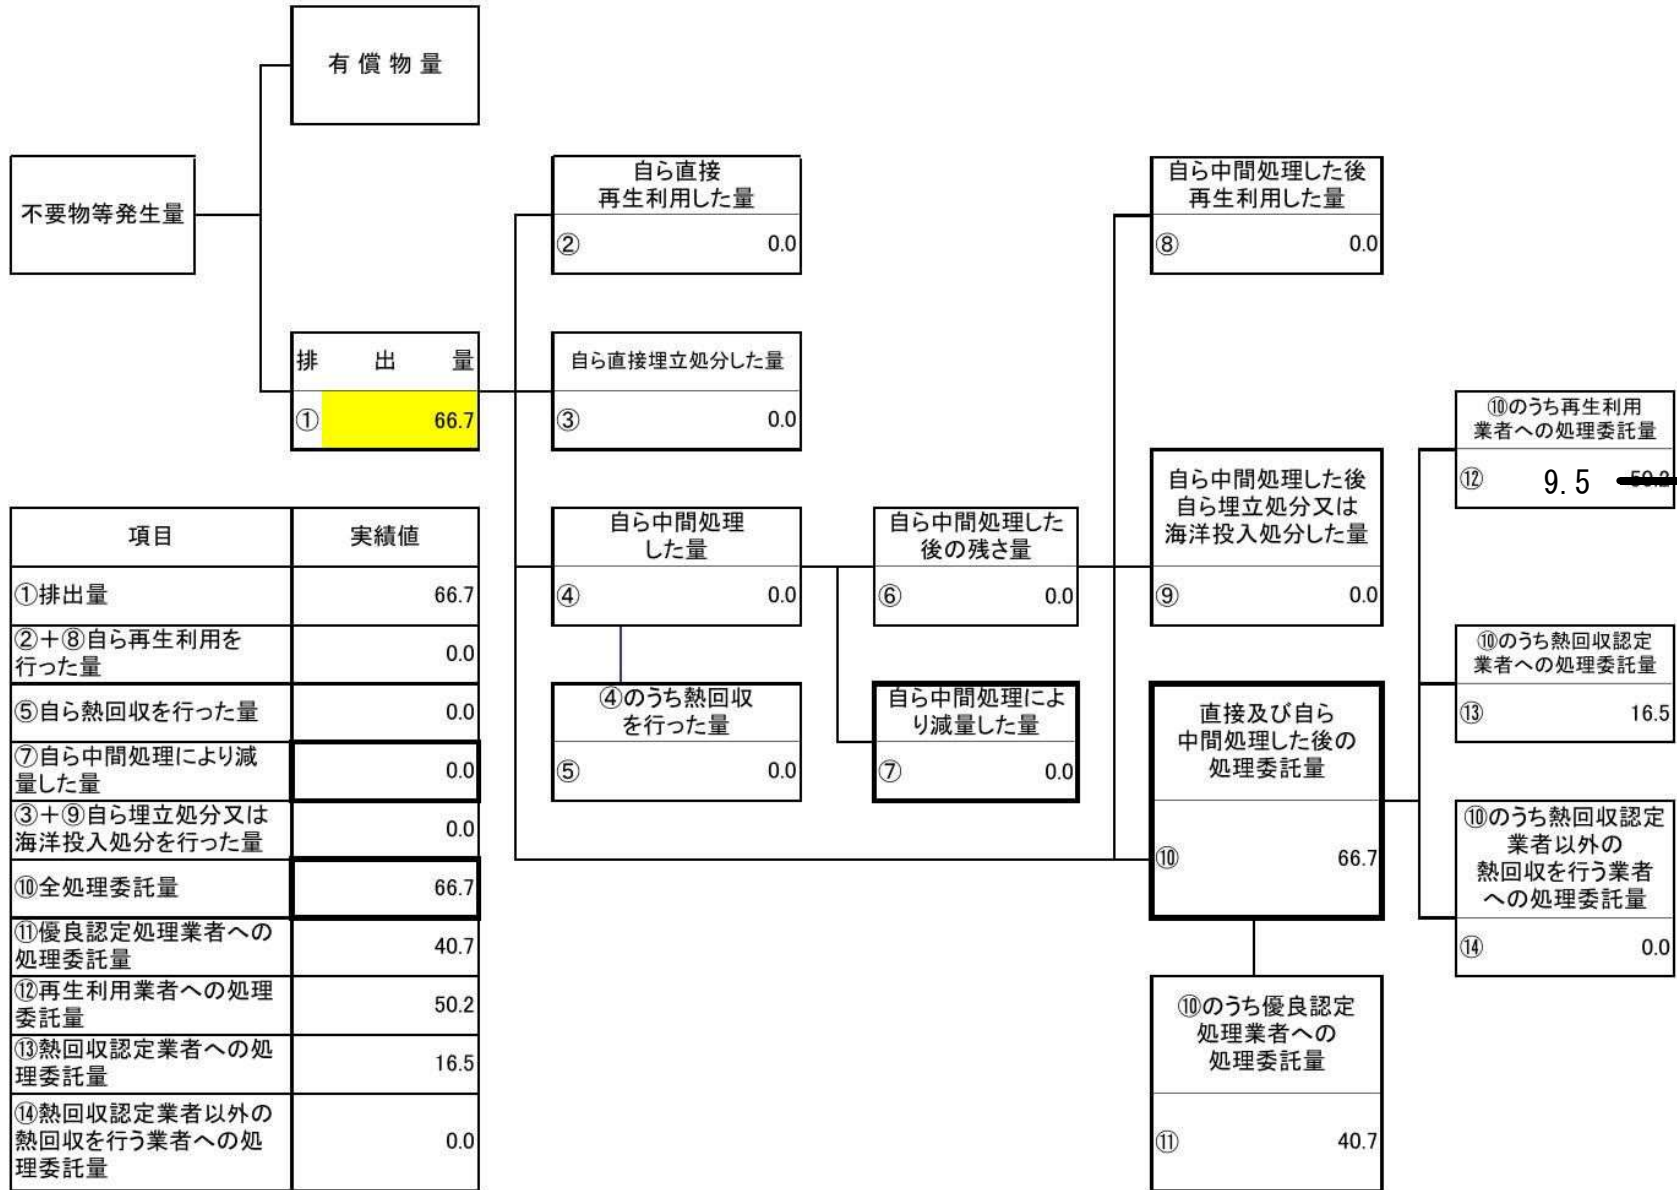 有 償 物 量
不要物等発生量
自ら直接
再生利用した量
② 0.0
自ら中間処理した後
再生利用した量
⑧ 0.0
排 出 量
① 66.7
自ら直接埋立処分した量
③ 0.0
⑩のうち再生利用
業者への処理委託量
⑫ 9.5 50.2
自ら中間処理した後
自ら埋立処分又は
海洋投入処分した量
⑨ 0.0
自ら中間処理
した量
④ 0.0
自ら中間処理した
後の残さ量
⑥ 0.0
⑩のうち熱回収認定
業者への処理委託量
⑬ 16.5
④のうち熱回収
を行った量
⑤ 0.0
自ら中間処理によ
り減量した量
⑦ 0.0
直接及び自ら
中間処理した後の
処理委託量
⑩ 66.7
⑩のうち熱回収認定
業者以外の
熱回収を行う業者
への処理委託量
⑭ 0.0
⑩のうち優良認定
処理業者への
処理委託量
⑪ 40.7
項目 実績値
①排出量 66.7
②＋⑧自ら再生利用を
行った量 0.0
⑤自ら熱回収を行った量 0.0
⑦自ら中間処理により減
量した量 0.0
③＋⑨自ら埋立処分又は
海洋投入処分を行った量 0.0
⑩全処理委託量 66.7
⑪優良認定処理業者への
処理委託量 40.7
⑫再生利用業者への処理
委託量 50.2
⑬熱回収認定業者への処
理委託量 16.5
⑭熱回収認定業者以外の
熱回収を行う業者への処
理委託量 0.0